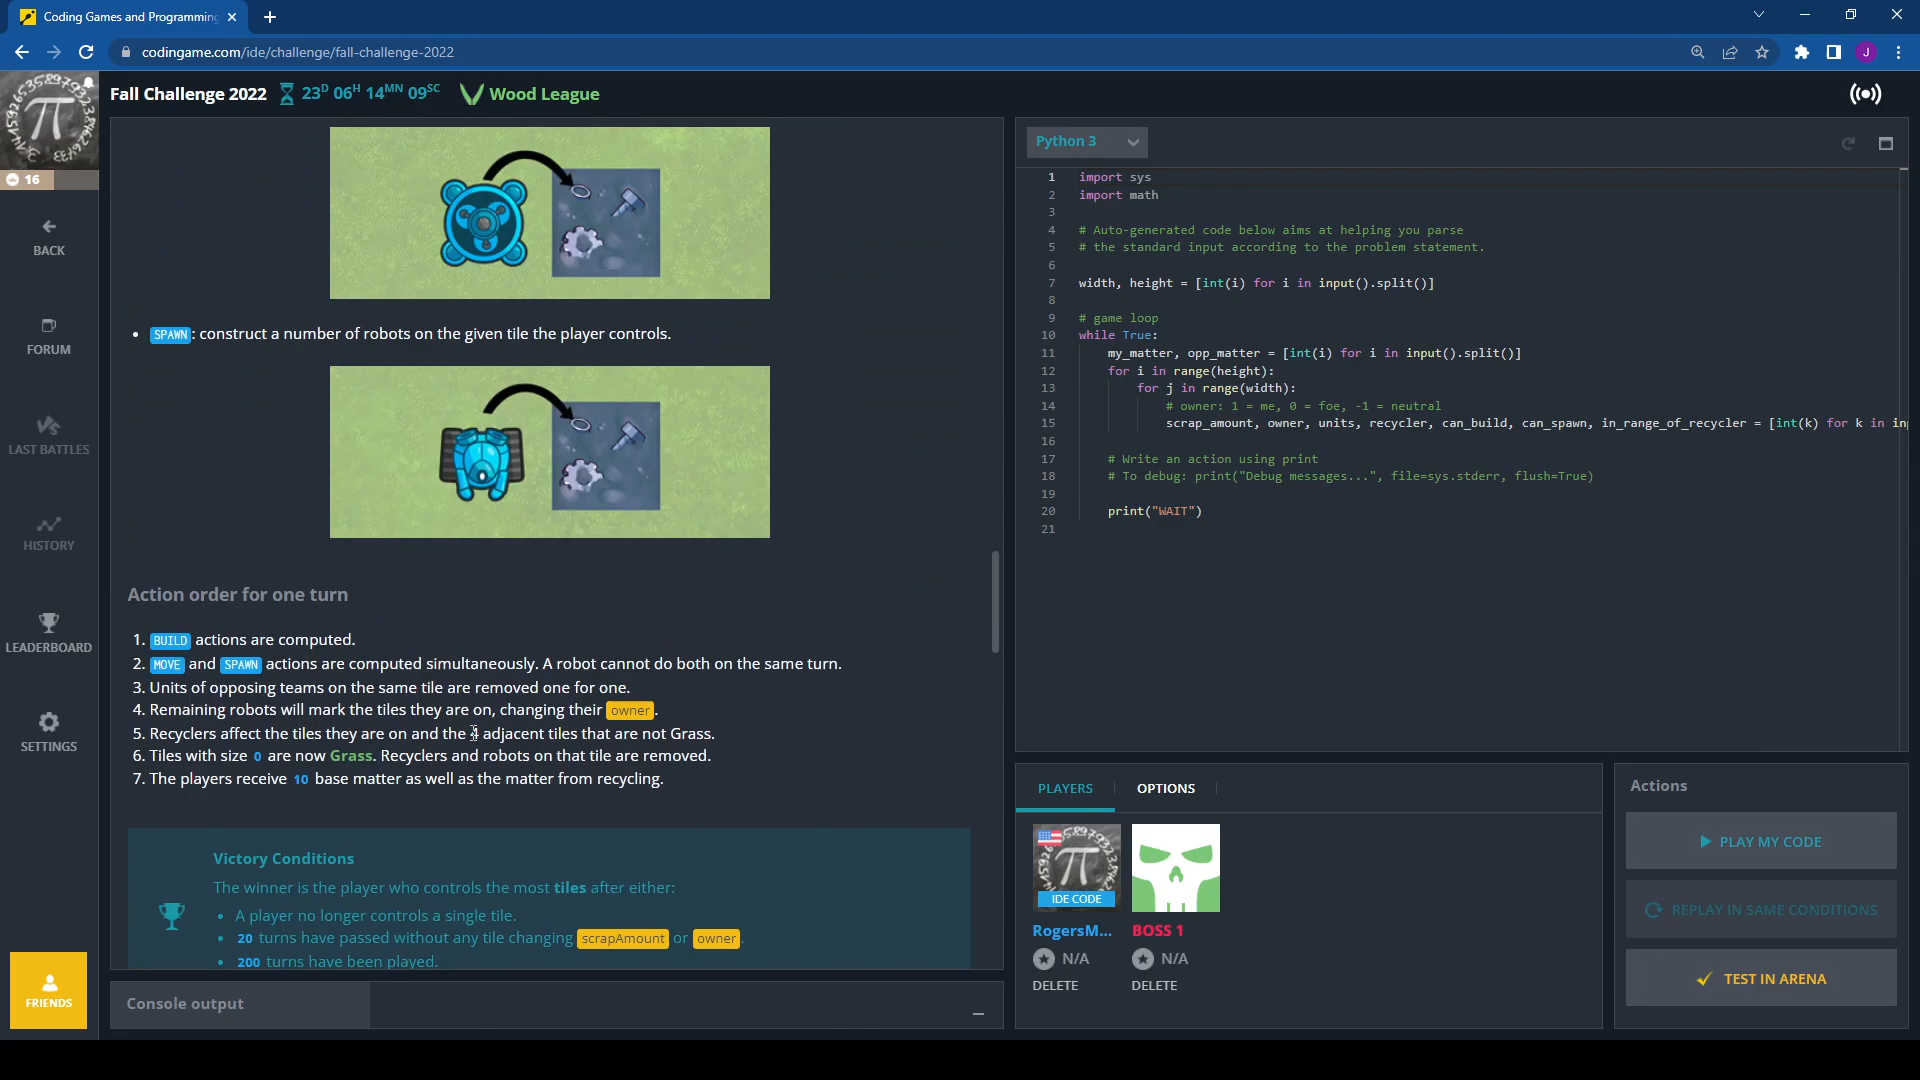 Coding Games and Programming
codingame.com/ide/challenge/fall-challenge-2022
J
Fall Challenge 2022 23D 06H 14MN 09SC Wood League
16
BACK
FORUM
LAST BATTLES
HISTORY
LEADERBOARD
SETTINGS
FRIENDS
• SPAWN: construct a number of robots on the given tile the player controls.
Action order for one turn
1. BUILD actions are computed.
2. MOVE and SPAWN actions are computed simultaneously. A robot cannot do both on the same turn.
3. Units of opposing teams on the same tile are removed one for one.
4. Remaining robots will mark the tiles they are on, changing their owner.
5. Recyclers affect the tiles they are on and the 4 adjacent tiles that are not Grass.
6. Tiles with size 0 are now Grass. Recyclers and robots on that tile are removed.
7. The players receive 10 base matter as well as the matter from recycling.
Victory Conditions
The winner is the player who controls the most tiles after either:
• A player no longer controls a single tile.
• 20 turns have passed without any tile changing scrapAmount or owner.
• 200 turns have been played.
Console output
Python 3
1 import sys
2 import math
3
4 # Auto-generated code below aims at helping you parse
5 # the standard input according to the problem statement.
6
7 width, height = [int(i) for i in input().split()]
8
9 # game loop
10 while True:
11 my_matter, opp_matter = [int(i) for i in input().split()]
12 for i in range(height):
13 for j in range(width):
14 # owner: 1 = me, 0 = foe, -1 = neutral
15 scrap_amount, owner, units, recycler, can_build, can_spawn, in_range_of_recycler = [int(k) for k in
16
17 # Write an action using print
18 # To debug: print("Debug messages...", file=sys.stderr, flush=True)
19
20 print("WAIT")
21
PLAYERS OPTIONS
IDE CODE
RogersM... BOSS 1
N/A N/A
DELETE DELETE
Actions
PLAY MY CODE
REPLAY IN SAME CONDITIONS
TEST IN ARENA